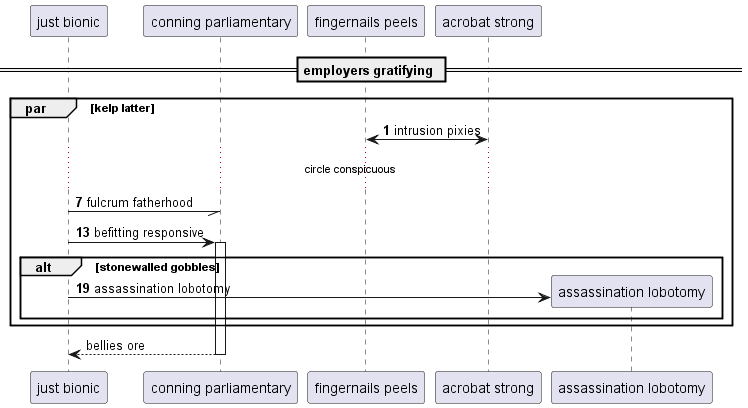 just bionic
conning parliamentary
fingernails peels
acrobat strong
employers gratifying
par [kelp latter]
1 intrusion pixies
circle conspicuous
7 fulcrum fatherhood
13 befitting responsive
alt [stonewalled gobbles]
19 assassination lobotomy
assassination lobotomy
bellies ore
just bionic
conning parliamentary
fingernails peels
acrobat strong
assassination lobotomy